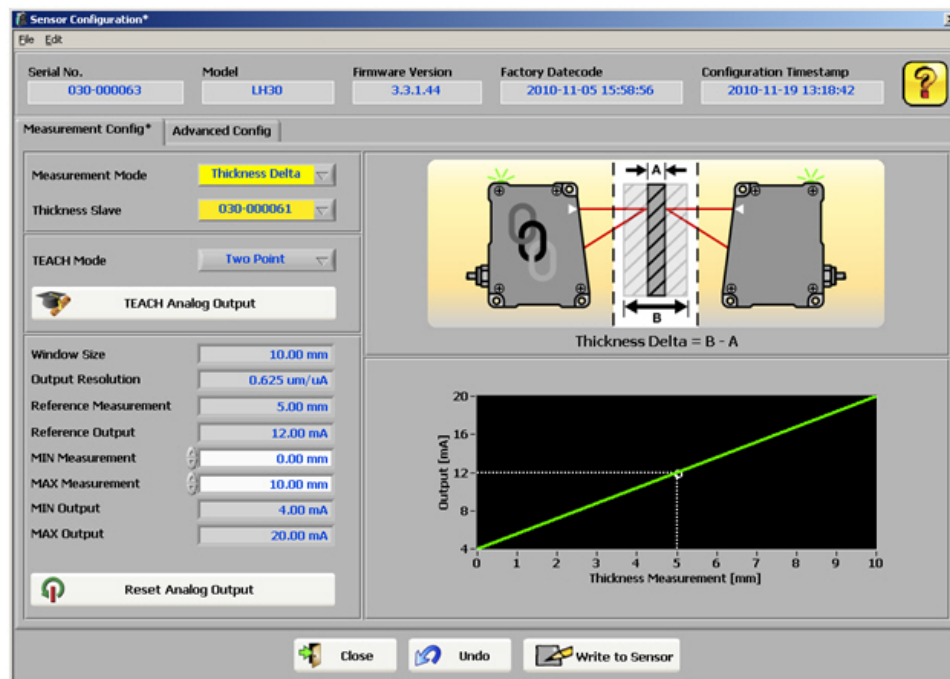 Sensor Configuration*
File Edit
Serial No. Model Firmware Version Factory Datecode Configuration Timestamp
030-000063 LH30 3.3.1.44 2010-11-05 15:58:56 2010-11-19 13:18:42
?
Measurement Config* Advanced Config
Measurement Mode Thickness Delta
Thickness Slave 030-000061
TEACH Mode Two Point
TEACH Analog Output
Window Size 10.00 mm
Output Resolution 0.625 um/uA
Reference Measurement 5.00 mm
Reference Output 12.00 mA
MIN Measurement 0.00 mm
MAX Measurement 10.00 mm
MIN Output 4.00 mA
MAX Output 20.00 mA
Reset Analog Output
A
B
Thickness Delta = B - A
Output [mA]
20
16
12
8
4
0 1 2 3 4 5 6 7 8 9 10
Thickness Measurement [mm]
Close Undo Write to Sensor